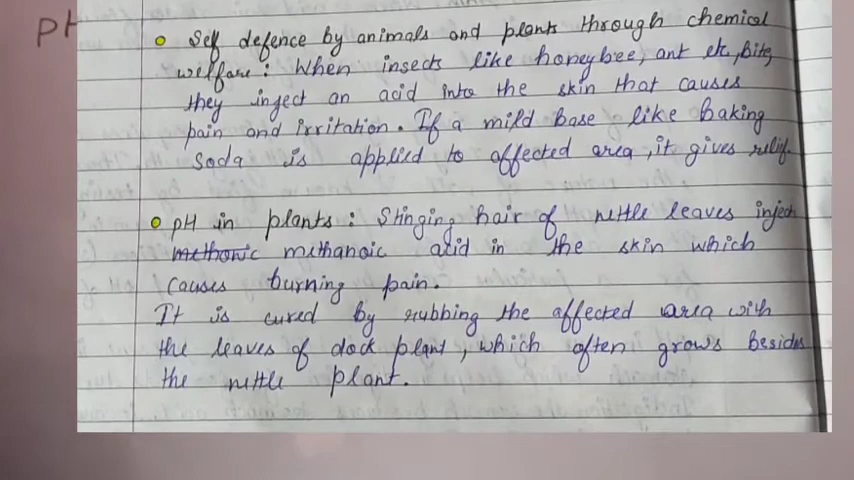 pH
Self defence by animals and plants through chemical
welfare: When insects like honeybee, ant etc, bite,
they inject an acid into the skin that causes
pain and irritation. If a mild base like baking
soda is applied to affected area, it gives relief.
pH in plants: Stinging hair of nettle leaves inject
methonic methanoic acid in the skin which
causes burning pain.
It is cured by rubbing the affected area with
the leaves of dock plant, which often grows besides
the nettle plant.